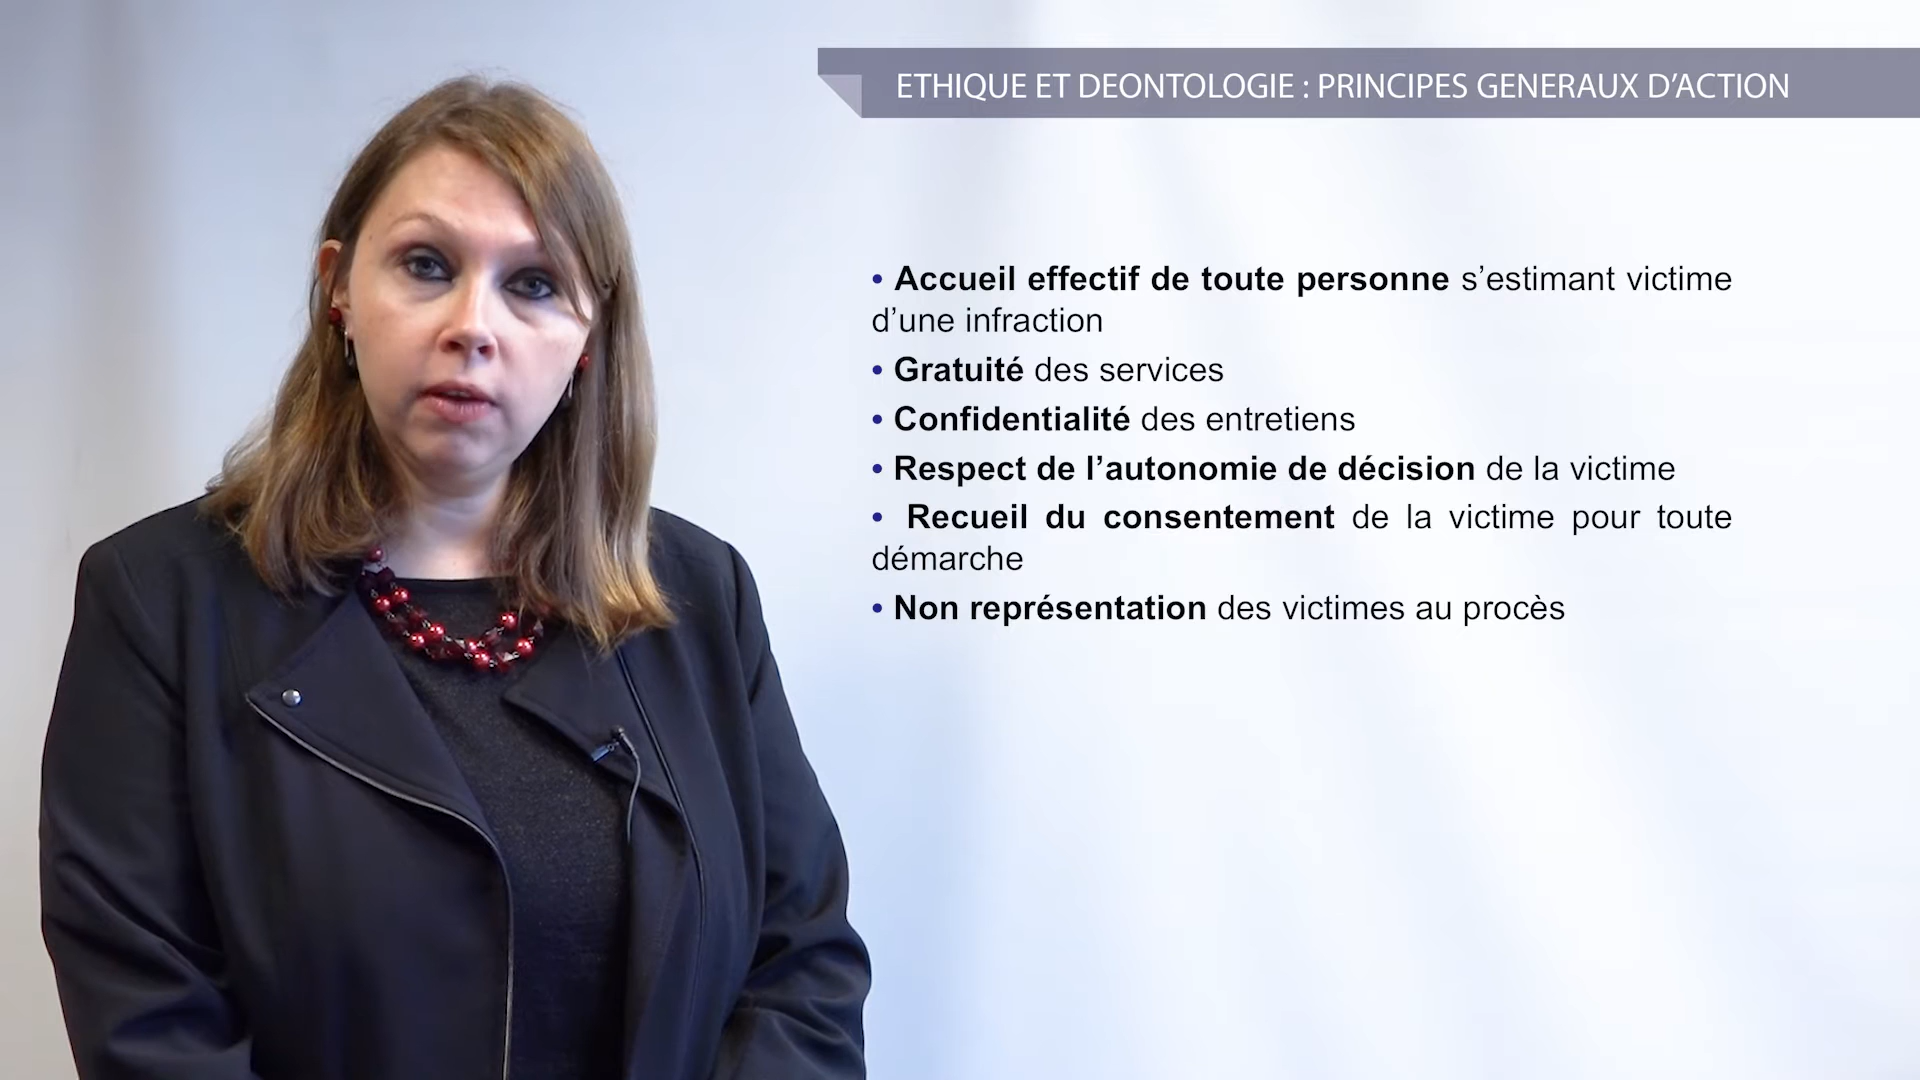 ETHIQUE ET DEONTOLOGIE : PRINCIPES GENERAUX D’ACTION
• Accueil effectif de toute personne s’estimant victime
d’une infraction
• Gratuité des services
• Confidentialité des entretiens
• Respect de l’autonomie de décision de la victime
• Recueil du consentement de la victime pour toute
démarche
• Non représentation des victimes au procès